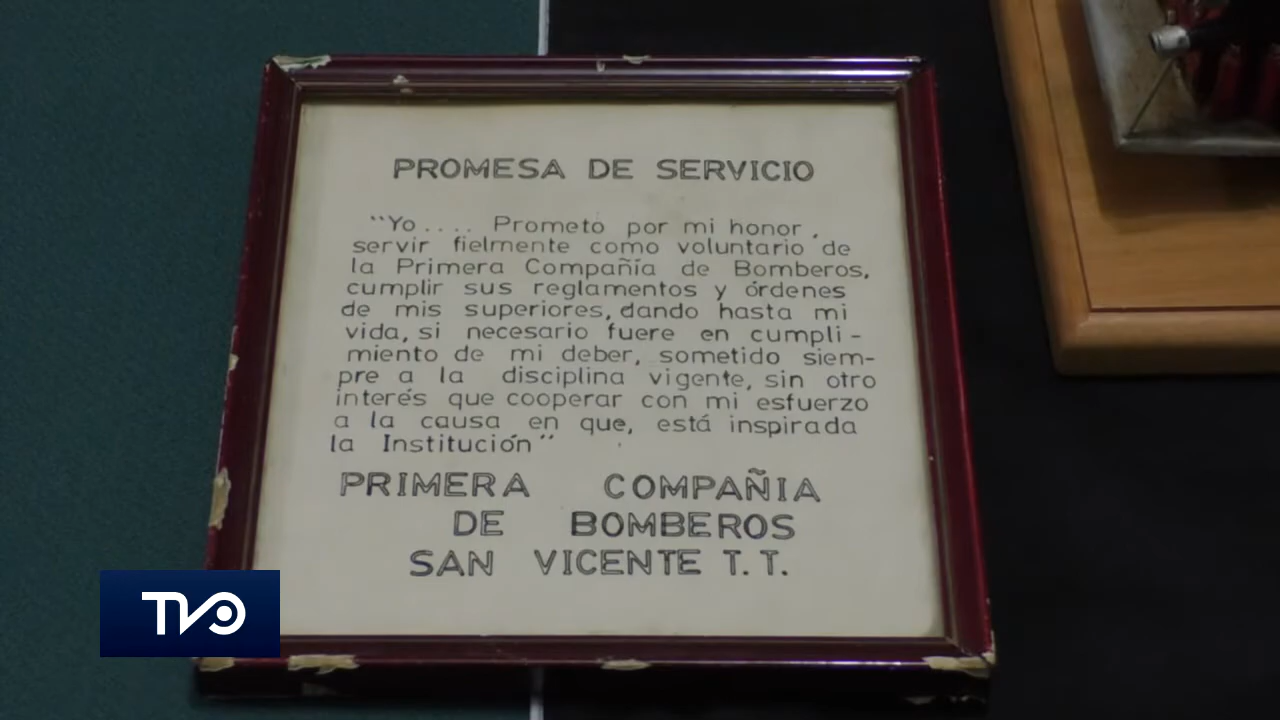 PROMESA DE SERVICIO
“Yo.... Prometo por mi honor,
servir fielmente como voluntario de
la Primera Compañía de Bomberos,
cumplir sus reglamentos y órdenes
de mis superiores, dando hasta mi
vida, si necesario fuere en cumpli-
miento de mi deber, sometido siem-
pre a la disciplina vigente, sin otro
interés que cooperar con mi esfuerzo
a la causa en que, está inspirada
la Institución”
PRIMERA COMPAÑIA
DE BOMBEROS
SAN VICENTE T.T.
TVO